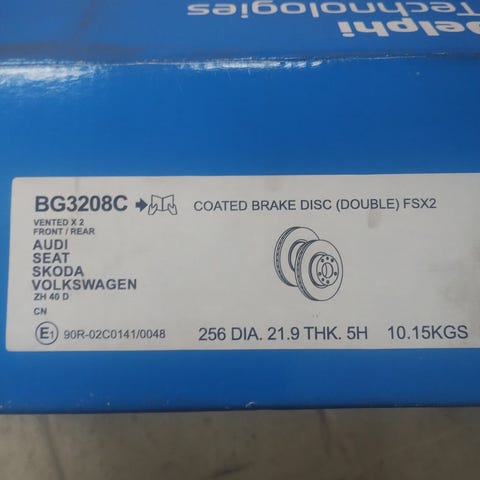 Delphi
Technologies
BG3208C
COATED BRAKE DISC (DOUBLE) FSX2
VENTED X 2
FRONT / REAR
AUDI
SEAT
SKODA
VOLKSWAGEN
ZH 40 D
CN
E1 90R-02C0141/0048
256 DIA. 21.9 THK. 5H 10.15KGS